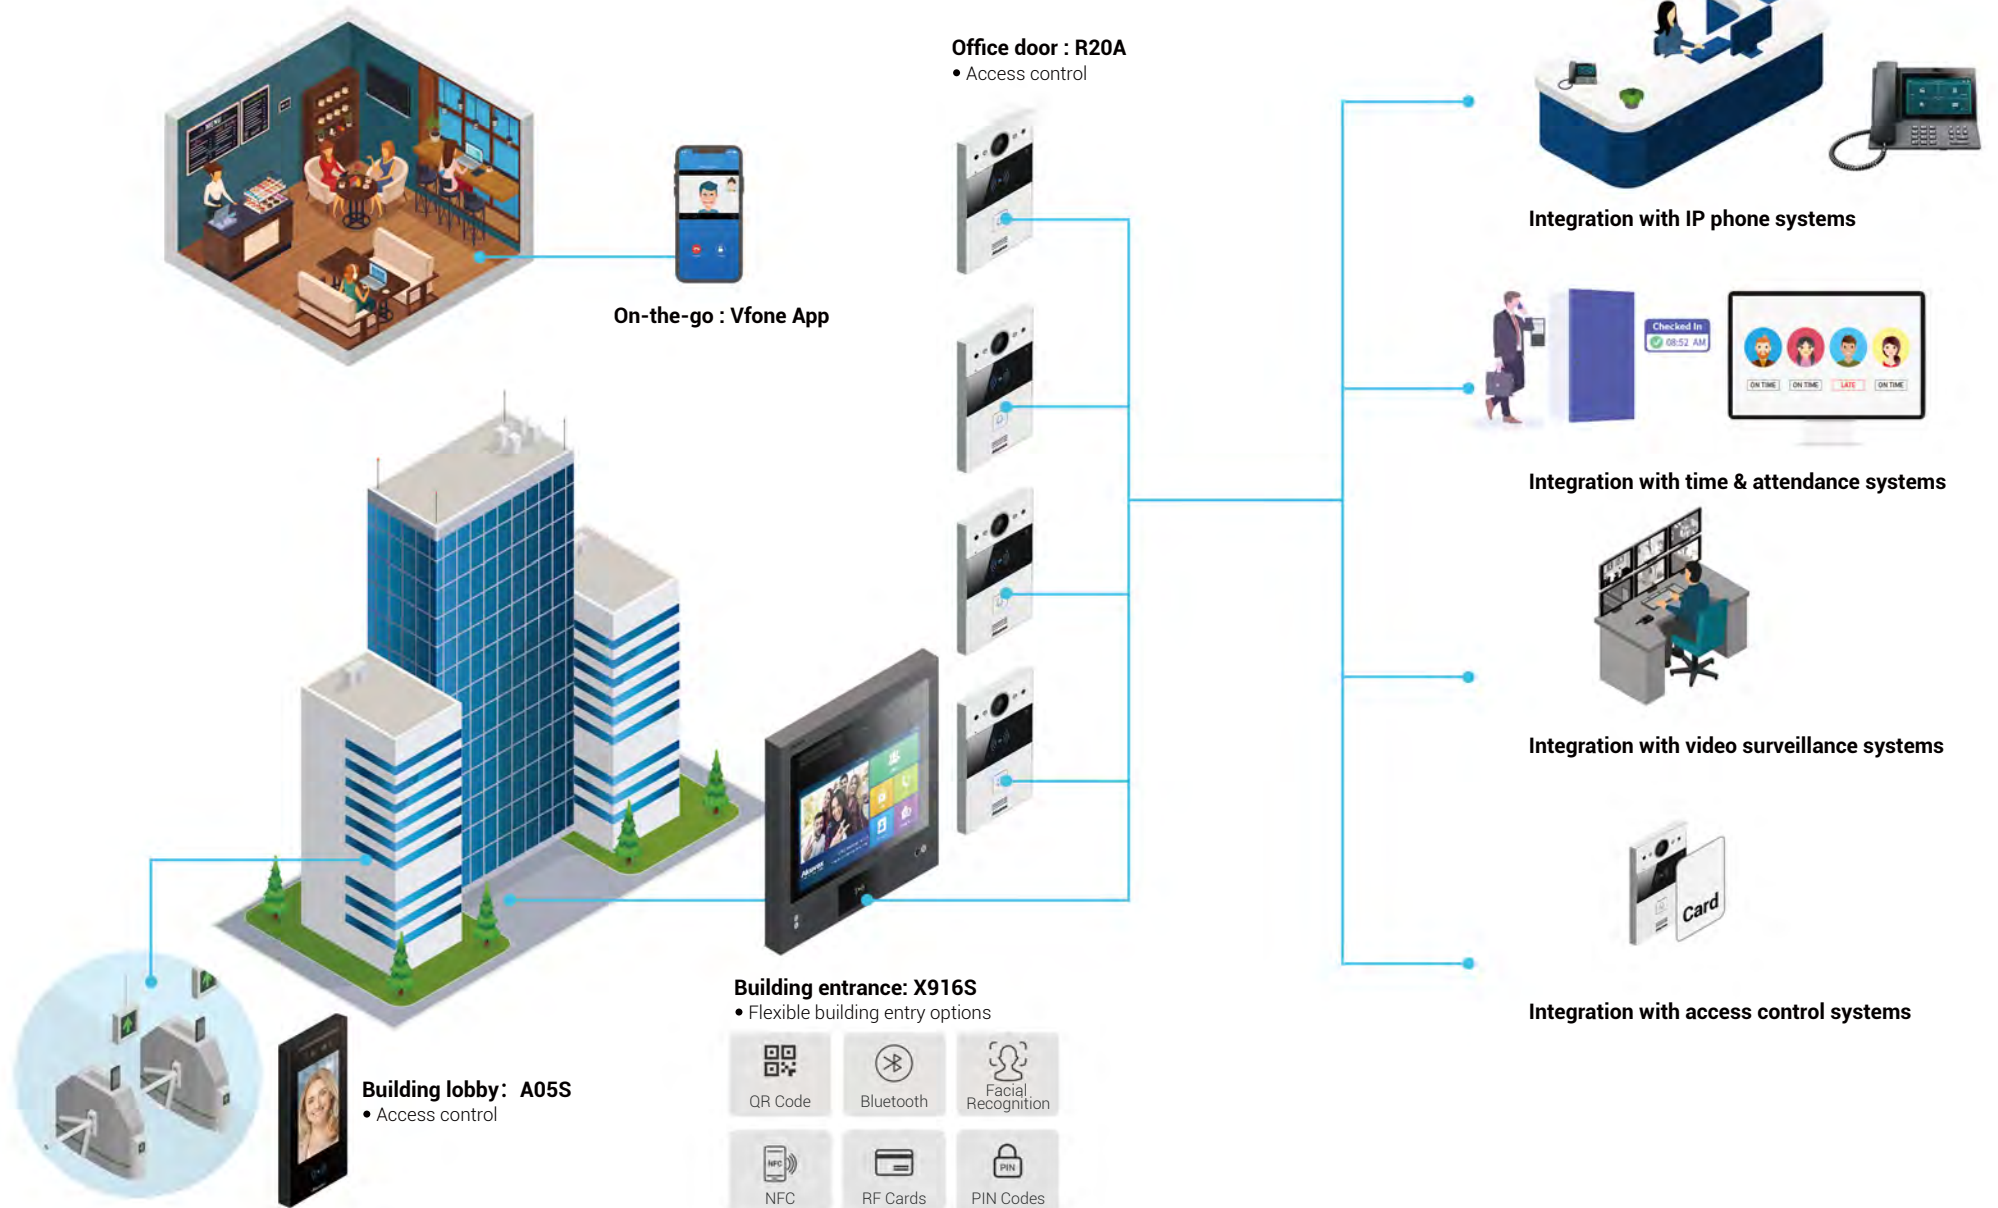 Office door : R20A
• Access control
MENU
On-the-go : Vfone App
Integration with IP phone systems
Checked In
08:52 AM
ON TIME
ON TIME
LATE
ON TIME
Integration with time & attendance systems
Integration with video surveillance systems
Card
Integration with access control systems
Akuvox
Building entrance: X916S
• Flexible building entry options
QR Code
Bluetooth
Facial
Recognition
NFC
NFC
RF Cards
PIN
PIN Codes
Building lobby： A05S
• Access control